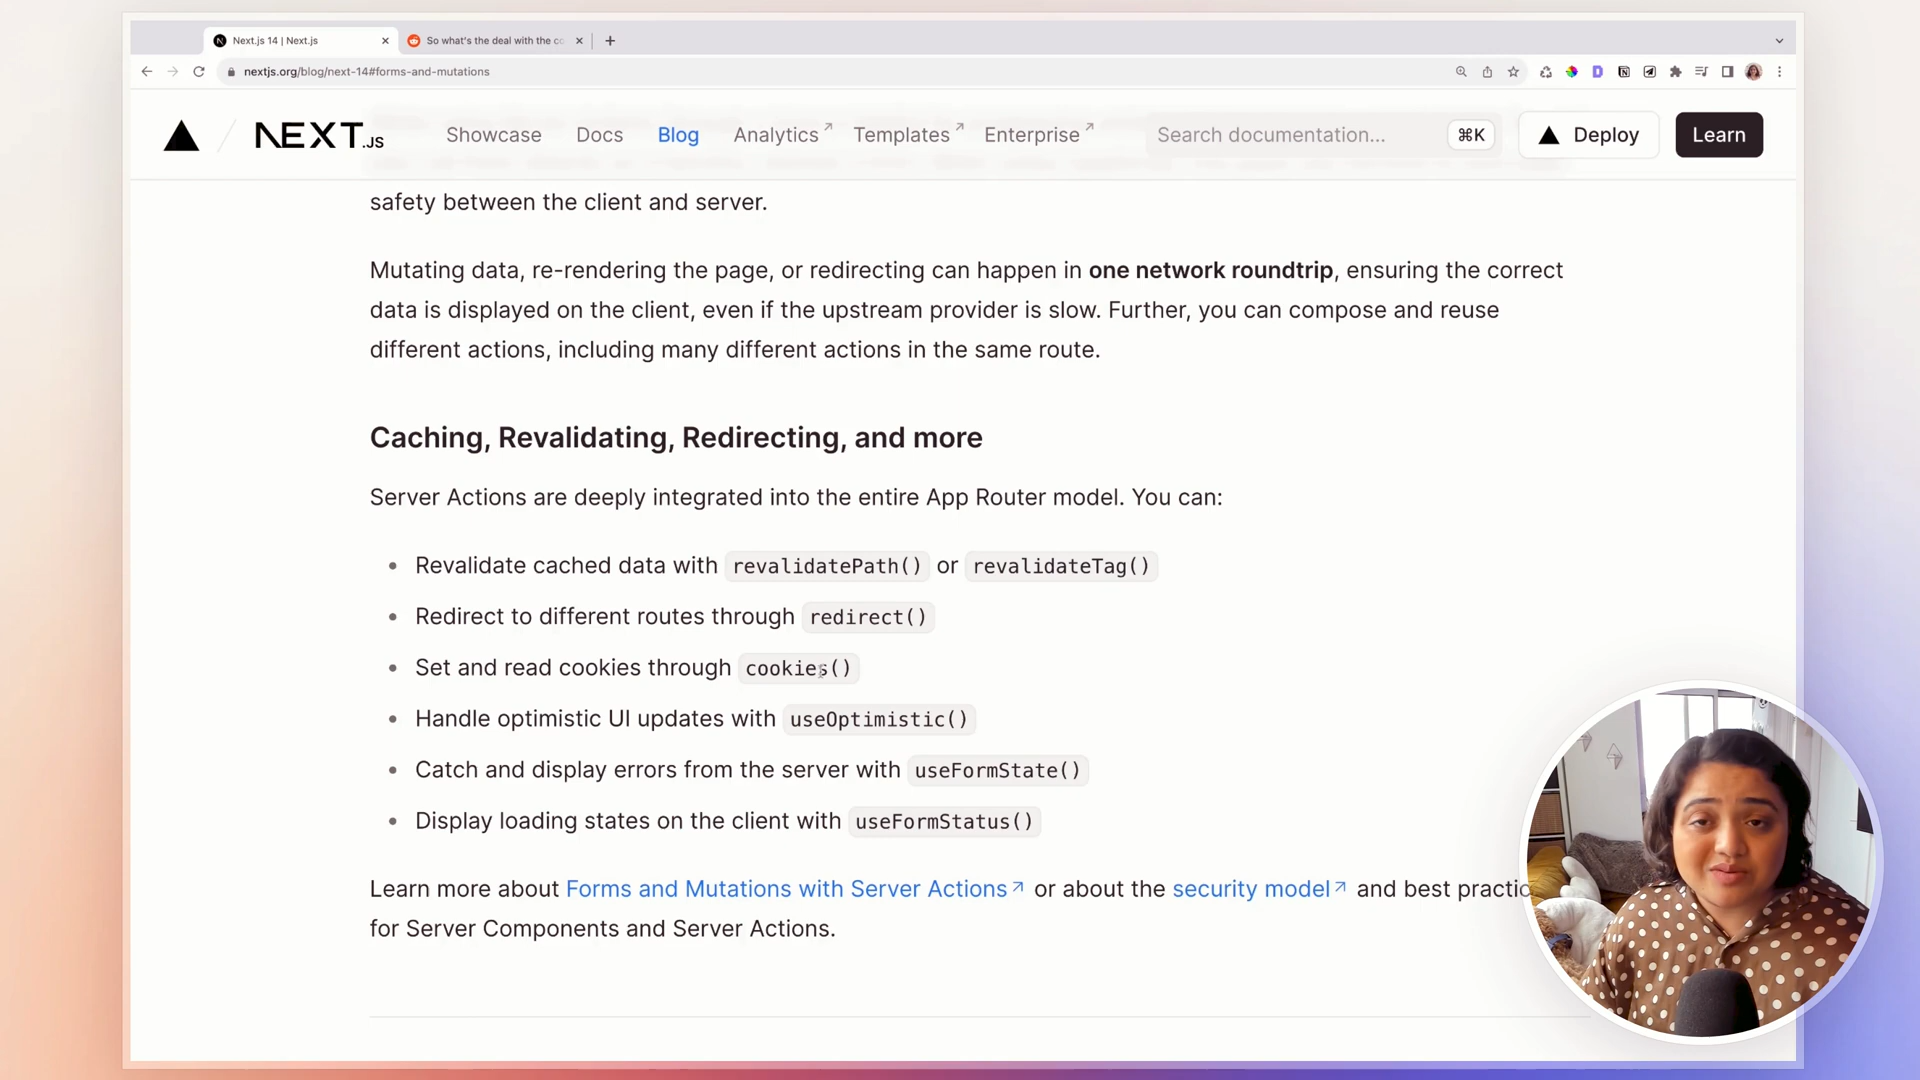 Next.js 14 | Next.js
So what's the deal with the co
nextjs.org/blog/next-14#forms-and-mutations
NEXT.JS
Showcase
Docs
Blog
Analytics
Templates
Enterprise
Search documentation...
⌘K
Deploy
Learn
safety between the client and server.
Mutating data, re-rendering the page, or redirecting can happen in one network roundtrip, ensuring the correct
data is displayed on the client, even if the upstream provider is slow. Further, you can compose and reuse
different actions, including many different actions in the same route.
Caching, Revalidating, Redirecting, and more
Server Actions are deeply integrated into the entire App Router model. You can:
• Revalidate cached data with revalidatePath() or revalidateTag()
• Redirect to different routes through redirect()
• Set and read cookies through cookies()
• Handle optimistic UI updates with useOptimistic()
• Catch and display errors from the server with useFormState()
• Display loading states on the client with useFormStatus()
Learn more about Forms and Mutations with Server Actions ↗ or about the security model ↗ and best practic
for Server Components and Server Actions.